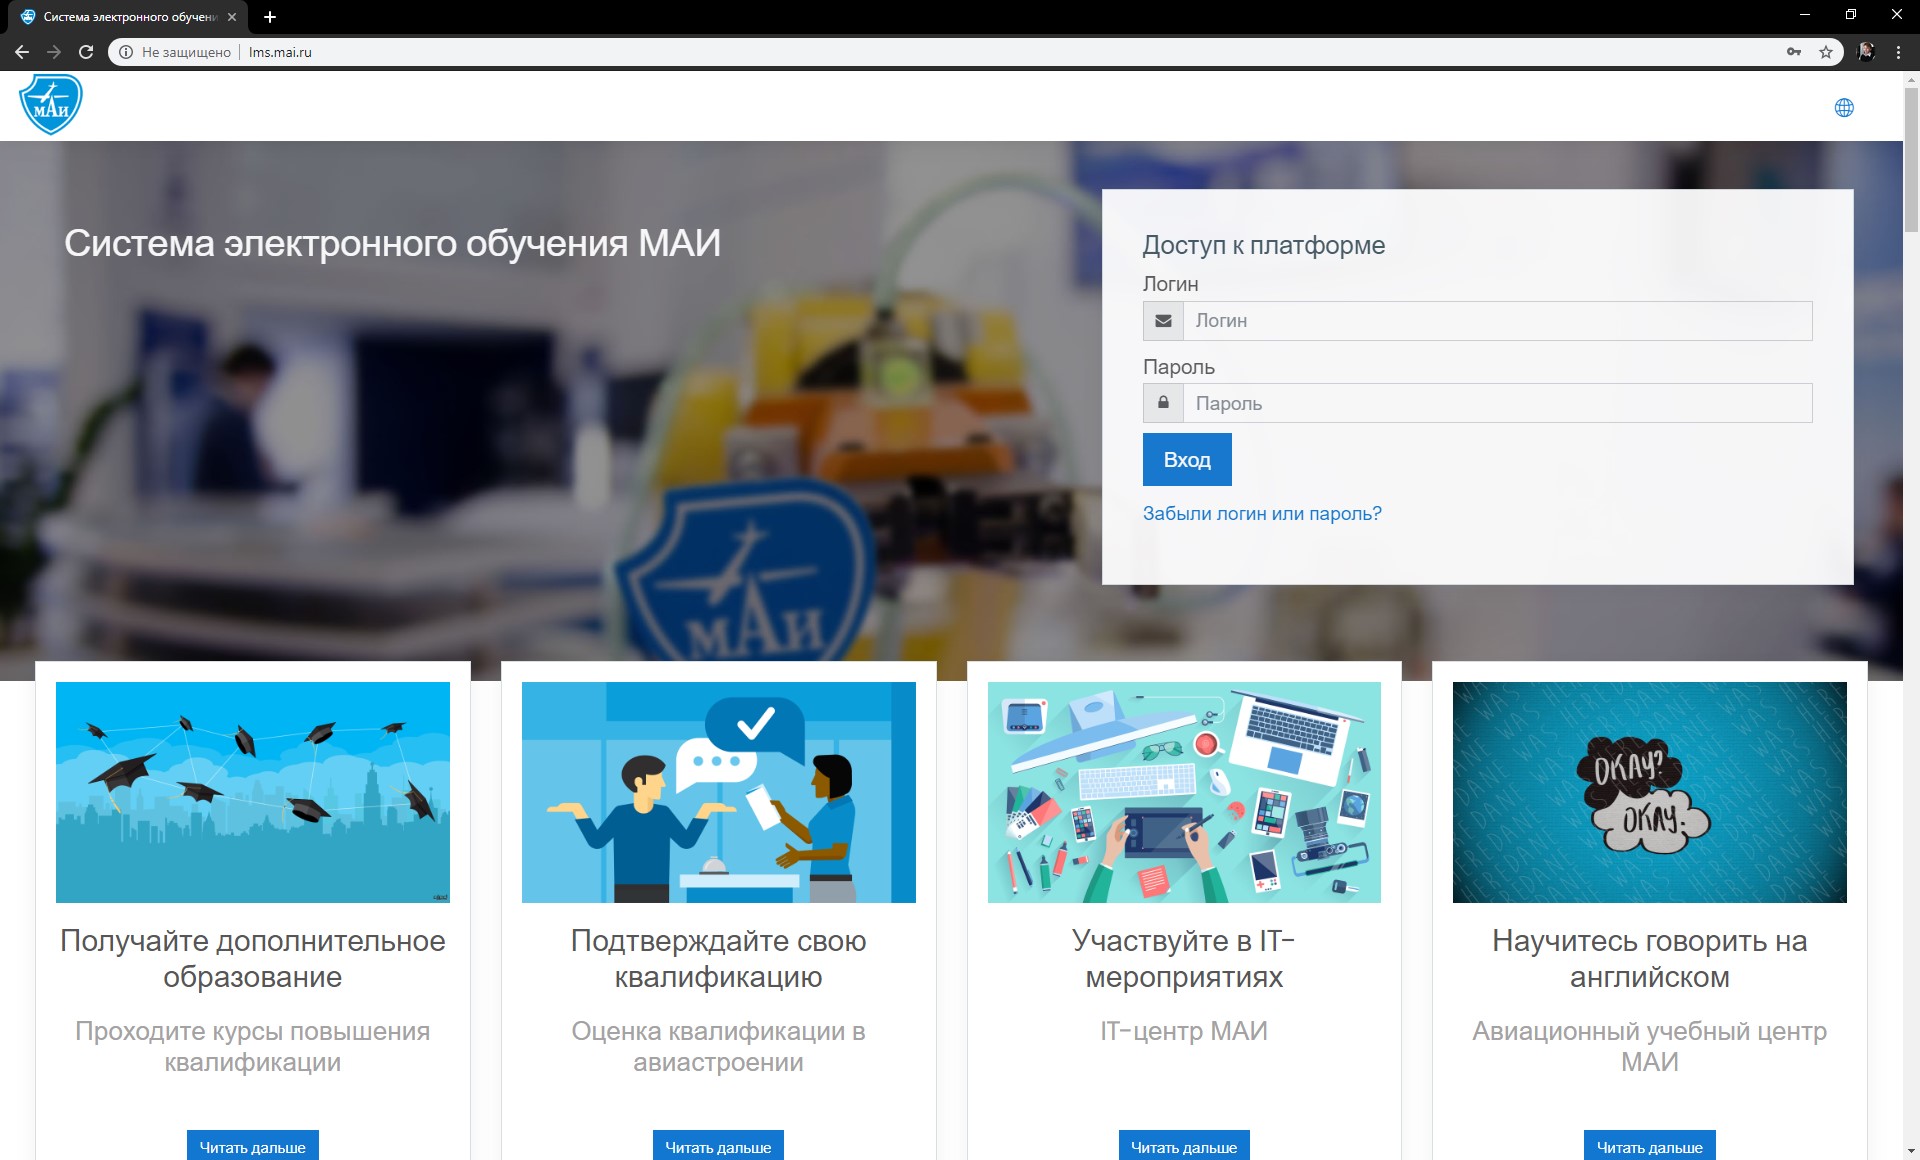 Система электронного обучени
Не защищено
lms.mai.ru
МАИ
Система электронного обучения МАИ
Доступ к платформе
Логин
Логин
Пароль
Пароль
Вход
Забыли логин или пароль?
МАИ
OKAY?
OKAY.
Получайте дополнительное
образование
Проходите курсы повышения
квалификации
Читать дальше
Подтверждайте свою
квалификацию
Оценка квалификации в
авиастроении
Читать дальше
Участвуйте в IT-
мероприятиях
IT-центр МАИ
Читать дальше
Научитесь говорить на
английском
Авиационный учебный центр
МАИ
Читать дальше